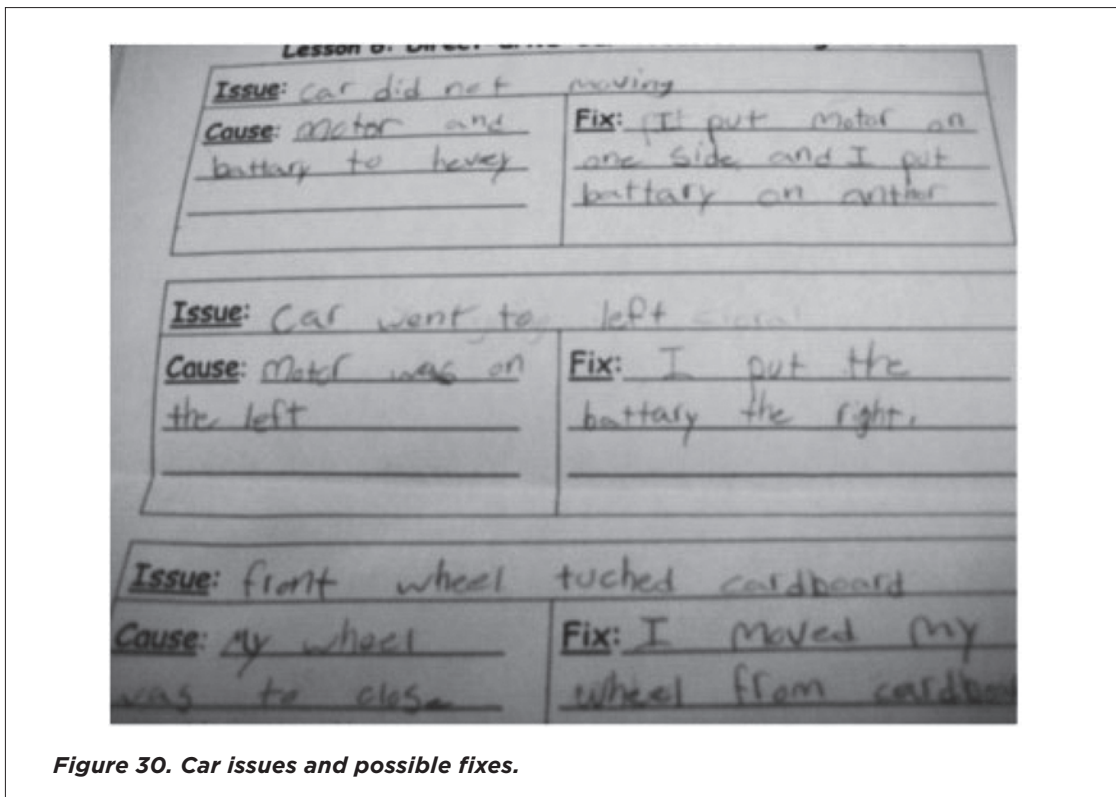 Lesson 6: Direct
Issue: car did not moving
Cause: motor and
battary to hevey
Fix: I put motor on
one side and I put
battary on anther
Issue: Car went to left
Cause: Motor was on
the left
Fix: I put the
battary the right.
Issue: front wheel tuched cardboard
Cause: My wheel
was to close
Fix: I moved my
wheel from cardboa
Figure 30. Car issues and possible fixes.